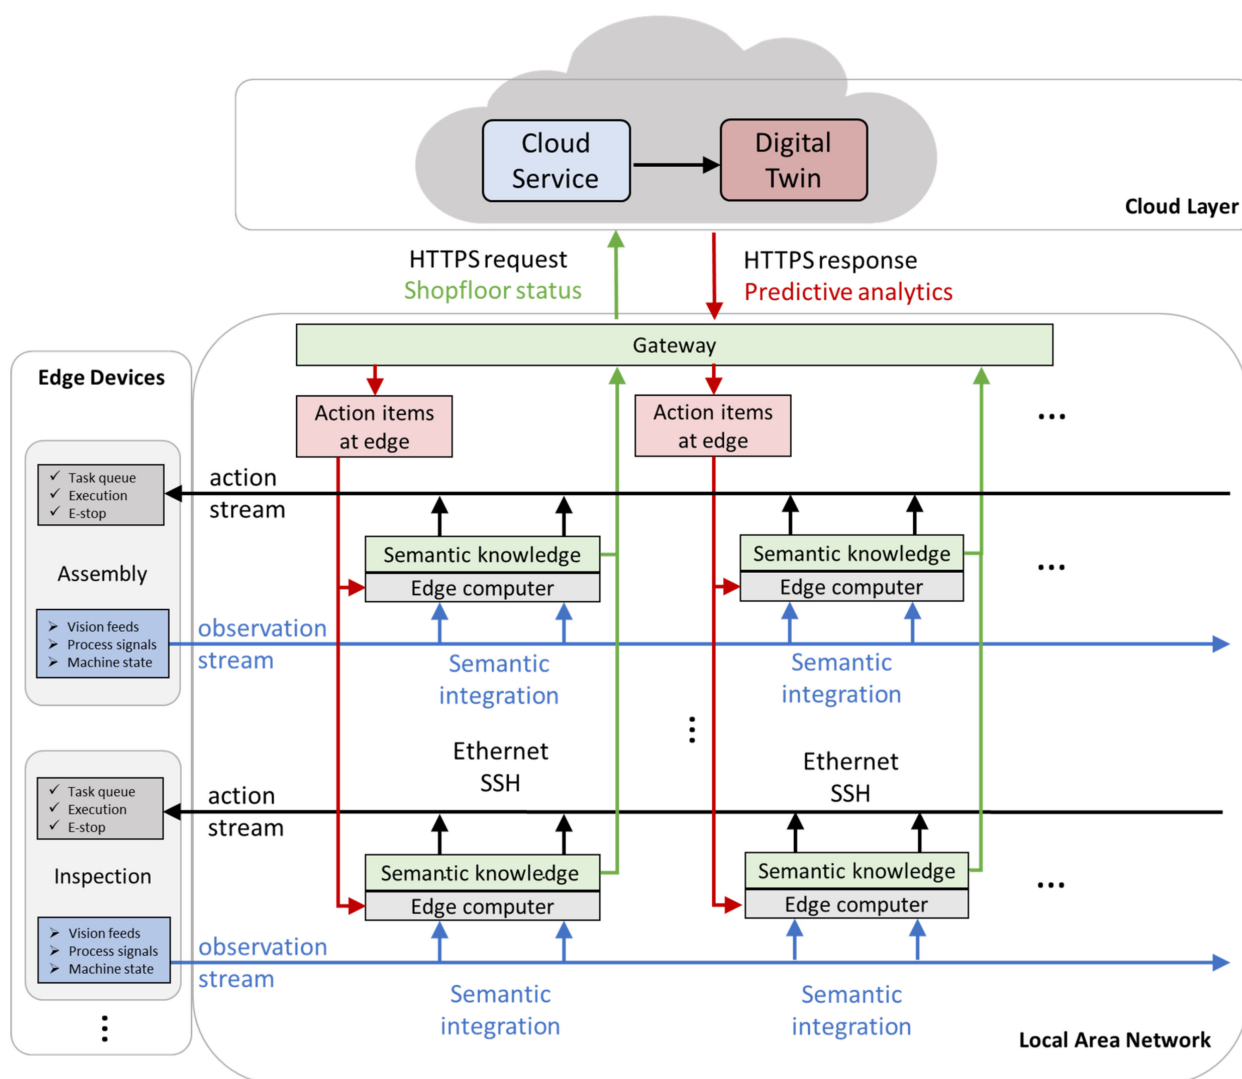 Cloud
Service
Digital
Twin
Cloud Layer
HTTPS request
Shopfloor status
HTTPS response
Predictive analytics
Gateway
Edge Devices
Action items
at edge
Action items
at edge
...
✓ Task queue
✓ Execution
✓ E-stop
action
stream
Assembly
Semantic knowledge
Edge computer
Semantic knowledge
Edge computer
...
➢ Vision feeds
➢ Process signals
➢ Machine state
observation
stream
Semantic
integration
Semantic
integration
...
Ethernet
SSH
Ethernet
SSH
✓ Task queue
✓ Execution
✓ E-stop
action
stream
Inspection
Semantic knowledge
Edge computer
Semantic knowledge
Edge computer
...
➢ Vision feeds
➢ Process signals
➢ Machine state
observation
stream
Semantic
integration
Semantic
integration
...
Local Area Network